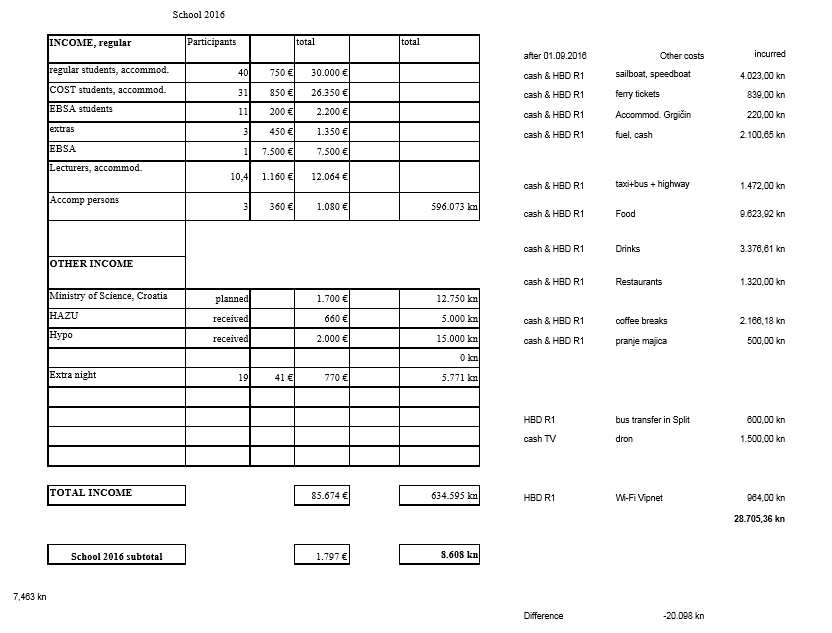 School 2016
INCOME, regular Participants total total
regular students, accommod. 40 750 € 30.000 €
COST students, accommod. 31 850 € 26.350 €
EBSA students 11 200 € 2.200 €
extras 3 450 € 1.350 €
EBSA 1 7.500 € 7.500 €
Lecturers, accommod. 10,4 1.160 € 12.064 €
Accomp persons 3 360 € 1.080 € 596.073 kn
OTHER INCOME
Ministry of Science, Croatia planned 1.700 € 12.750 kn
HAZU received 660 € 5.000 kn
Hypo received 2.000 € 15.000 kn
0 kn
Extra night 19 41 € 770 € 5.771 kn
TOTAL INCOME 85.674 € 634.595 kn
School 2016 subtotal 1.797 € 8.608 kn
7,463 kn
after 01.09.2016 Other costs incurred
cash & HBD R1 sailboat, speedboat 4.023,00 kn
cash & HBD R1 ferry tickets 839,00 kn
cash & HBD R1 Accommod. Grgičin 220,00 kn
cash & HBD R1 fuel, cash 2.100,65 kn
cash & HBD R1 taxi+bus + highway 1.472,00 kn
cash & HBD R1 Food 9.623,92 kn
cash & HBD R1 Drinks 3.376,61 kn
cash & HBD R1 Restaurants 1.320,00 kn
cash & HBD R1 coffee breaks 2.166,18 kn
cash & HBD R1 pranje majica 500,00 kn
HBD R1 bus transfer in Split 600,00 kn
cash TV dron 1.500,00 kn
HBD R1 Wi-Fi Vipnet 964,00 kn
28.705,36 kn
Difference -20.098 kn